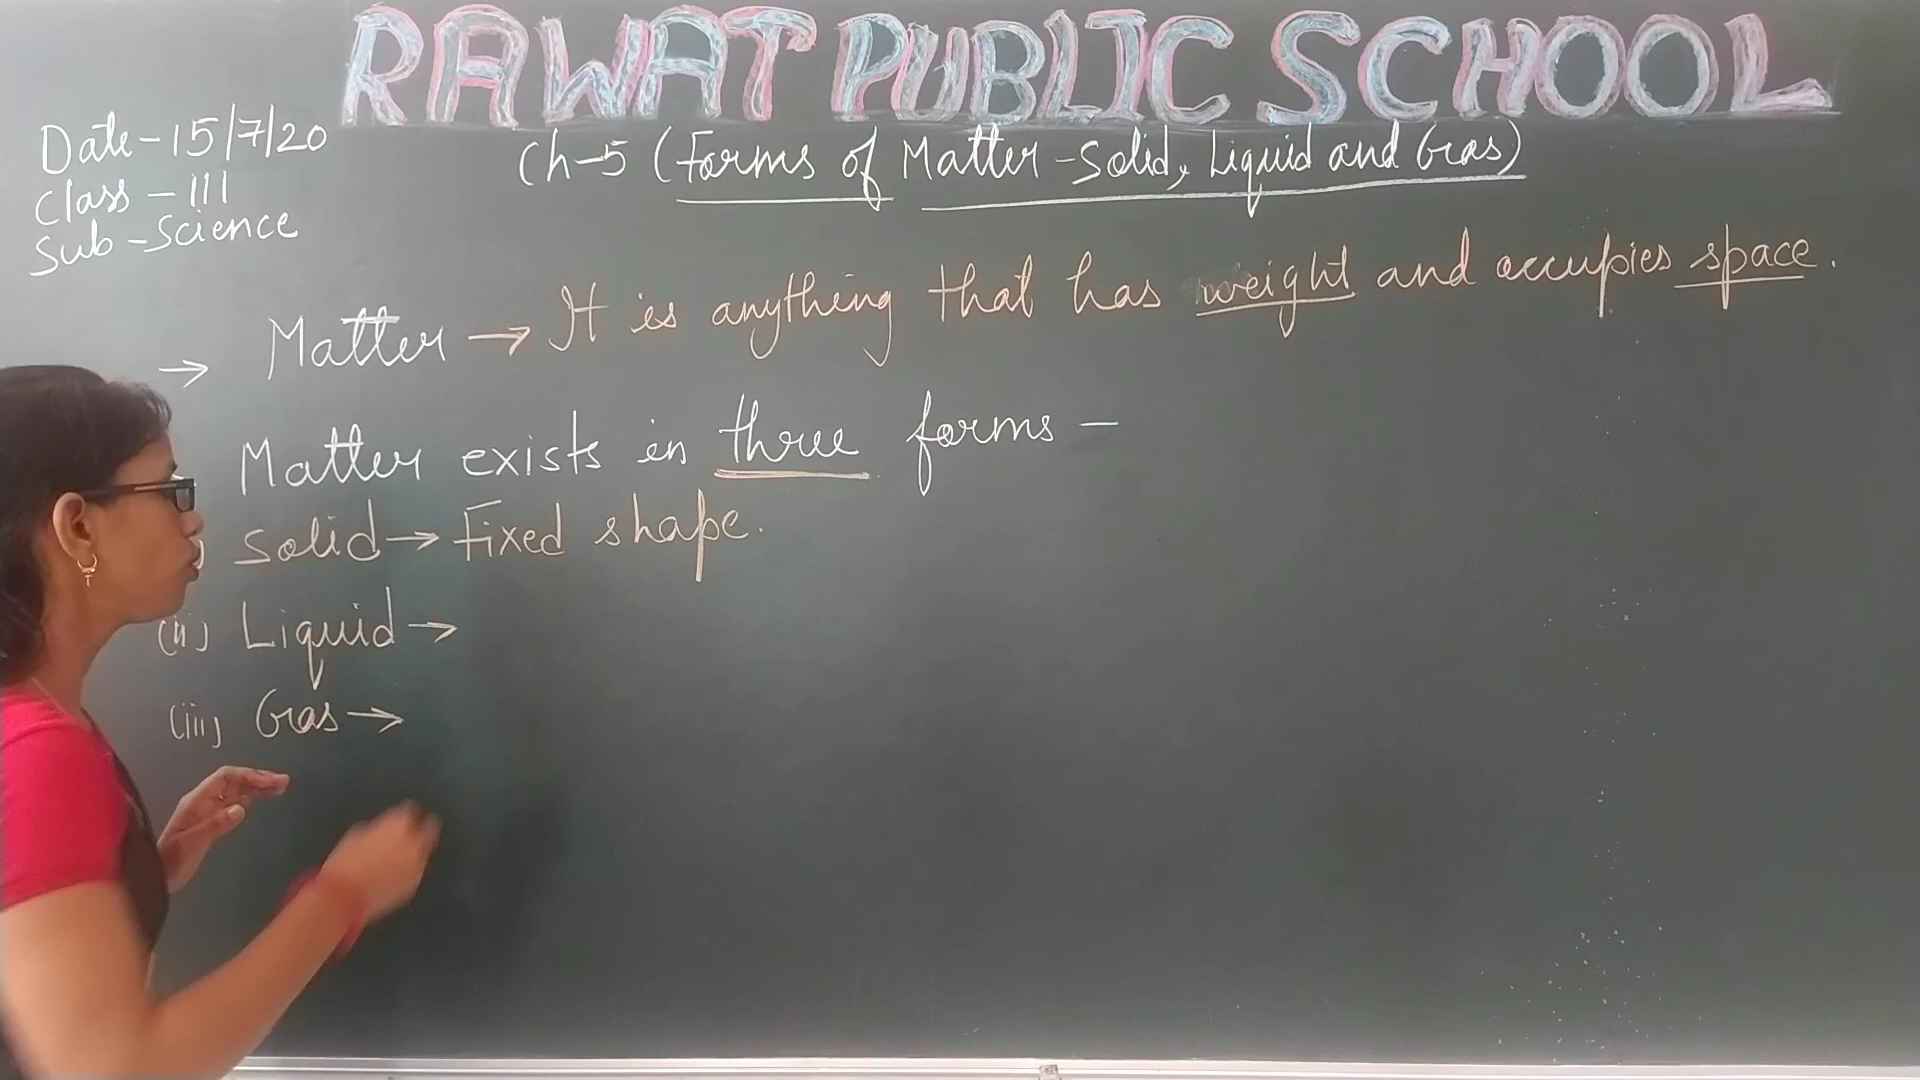 RAWAT PUBLIC SCHOOL
Date-15/7/20
Class-III
Sub-Science
Ch-5 (Forms of Matter-Solid, Liquid and Gas)
→ Matter → It is anything that has weight and occupies space.
Matter exists in three forms-
) Solid → Fixed shape.
(ii) Liquid →
(iii) Gas →